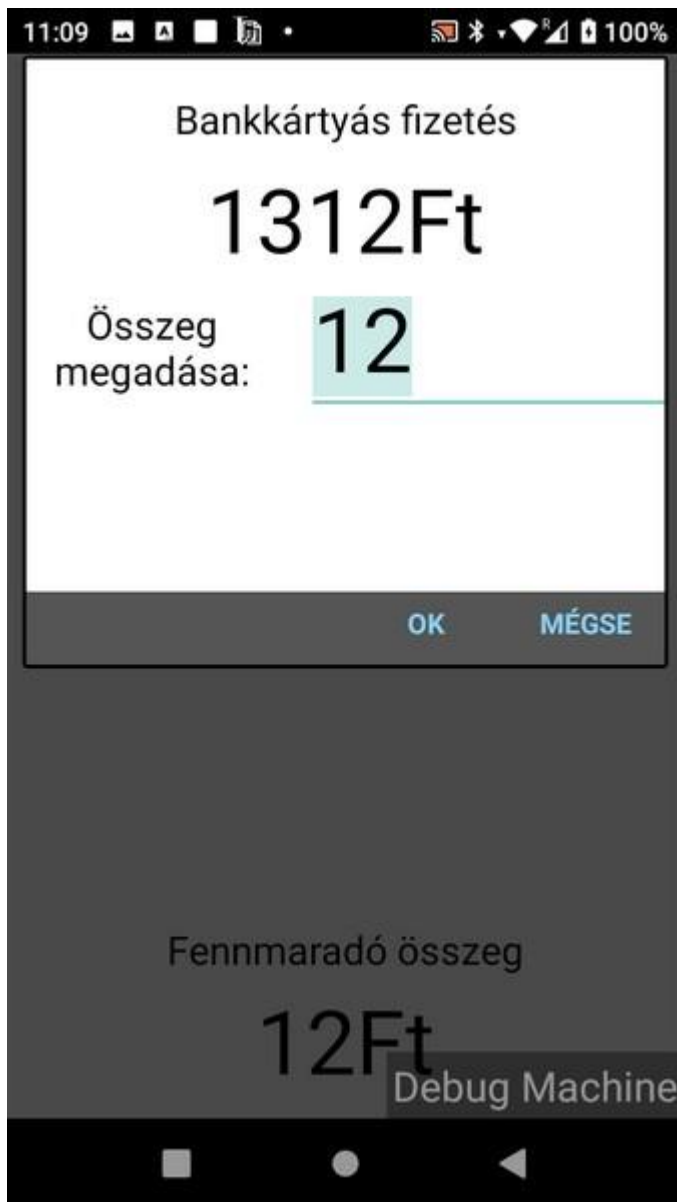 11:09
100%
Bankkártyás fizetés
1312Ft
Összeg
megadása:
12
OK
MÉGSE
Fennmaradó összeg
12Ft
Debug Machine